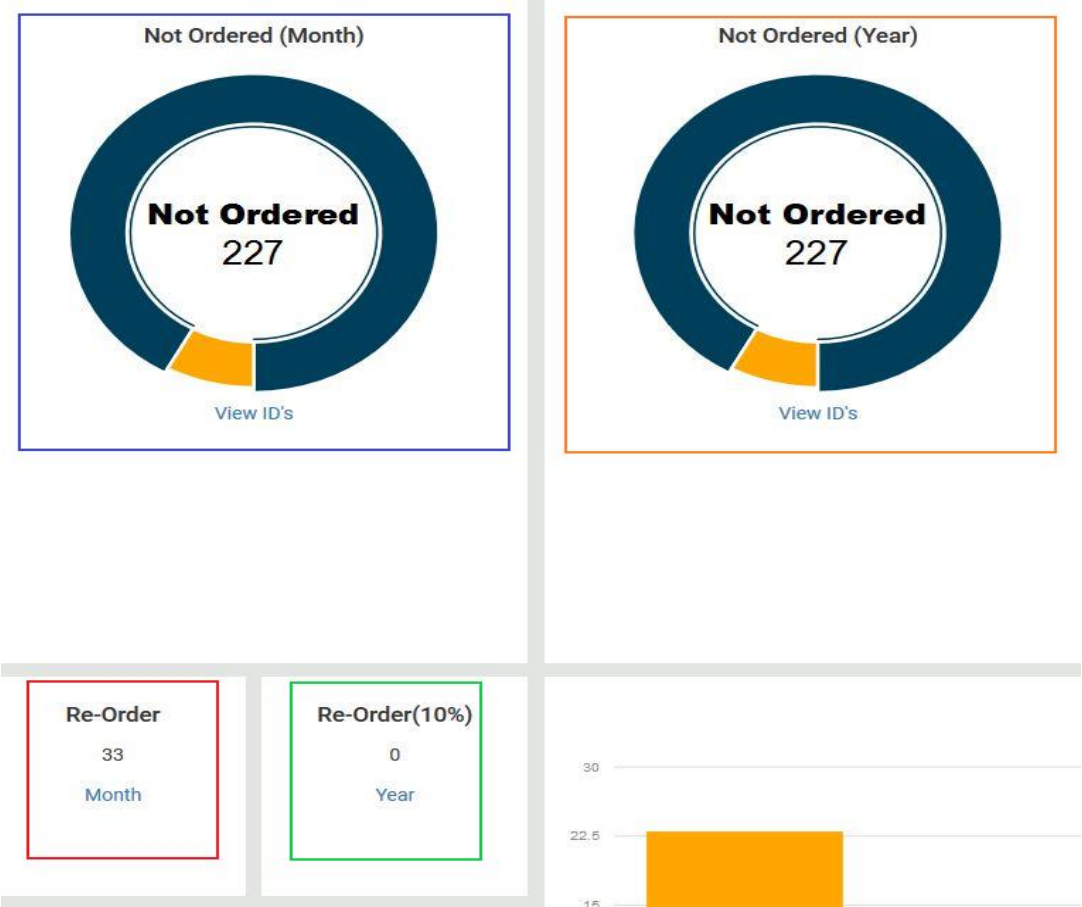 Not Ordered (Month)
Not Ordered
227
View ID's
Not Ordered (Year)
Not Ordered
227
View ID's
Re-Order
33
Month
Re-Order(10%)
0
Year
30
22.5
15